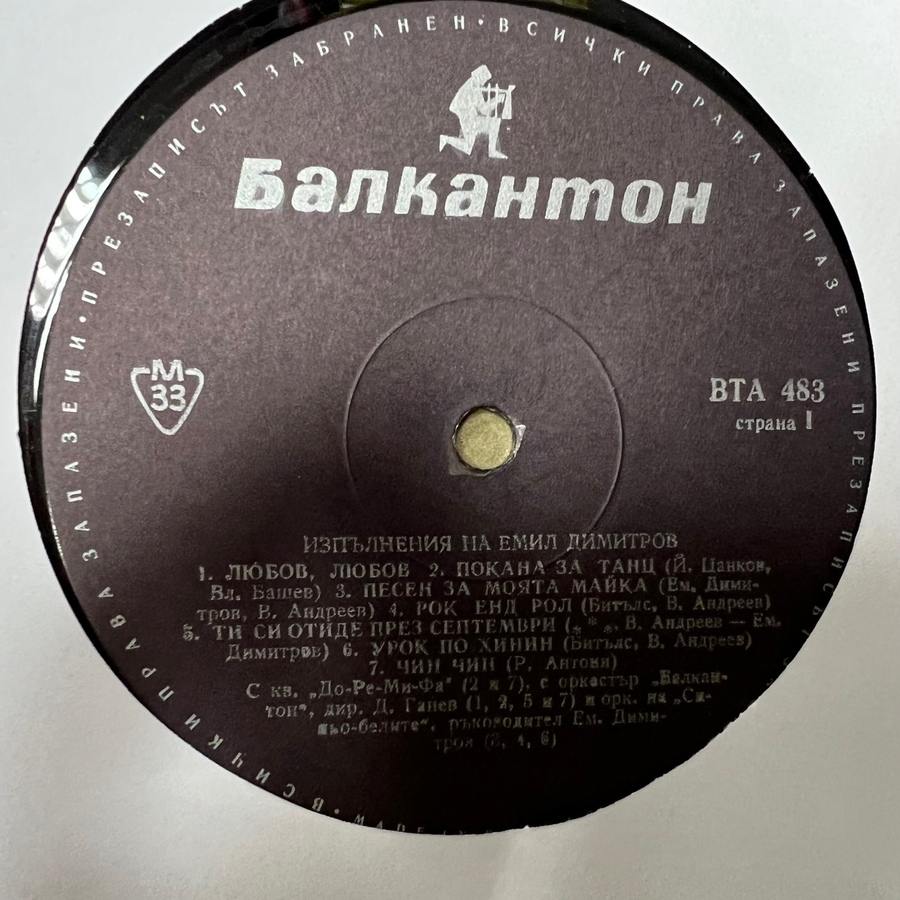 ВСИЧКИ ПРАВА ЗАПАЗЕНИ ПРЕЗАПИСЪТ
ВСИЧКИ ПРАВА ЗАПАЗЕНИ · ПРЕЗАПИСЪТ ЗАБРАНЕН ·
Балкантон
М
33
ВТА 483
страна I
ИЗПЪЛНЕНИЯ НА ЕМИЛ ДИМИТРОВ
1. ЛЮБОВ, ЛЮБОВ 2. ПОКАНА ЗА ТАНЦ (Й. Цанков,
Вл. Башев) 3. ПЕСЕН ЗА МОЯТА МАЙКА (Ем. Дими-
тров, В. Андреев) 4. РОК ЕНД РОЛ (Битълс, В. Андреев)
5. ТИ СИ ОТИДЕ ПРЕЗ СЕПТЕМВРИ (* * *, В. Андреев — Ем.
Димитров) 6. УРОК ПО ХИНИН (Битълс, В. Андреев)
7. ЧИН ЧИН (Р. Антони)
С кв. „До-Ре-Ми-Фа" (2 и 7), с оркестър „Балкан-
тон", дир. Д. Ганев (1, 2, 5 и 7) и орк. на „Си-
ньо-белите", ръководител Ем. Дими-
тров (3, 4, 6)